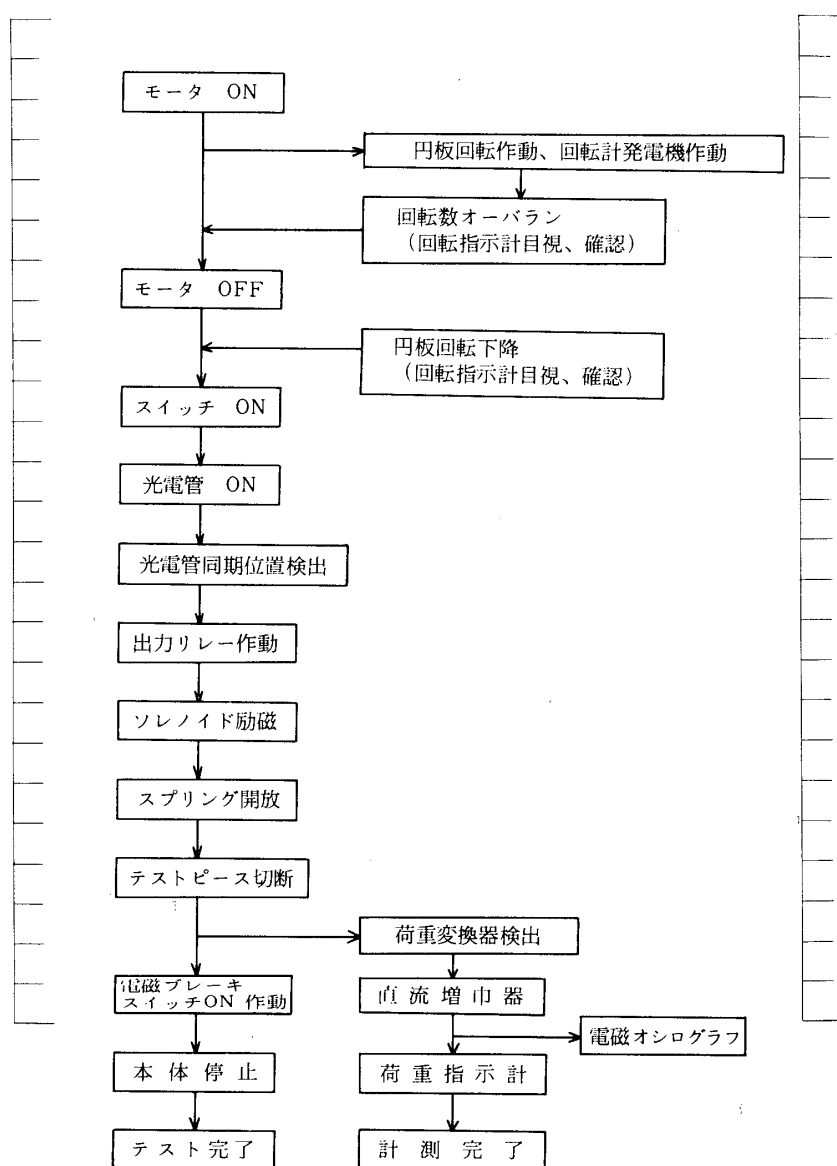 モータ ON
円板回転作動、回転計発電機作動
回転数オーバラン
(回転指示計目視、確認)
モータ OFF
円板回転下降
(回転指示計目視、確認)
スイッチ ON
光電管 ON
光電管同期位置検出
出力リレー作動
ソレノイド励磁
スプリング開放
テストピース切断
荷重変換器検出
電磁ブレーキ
スイッチON 作動
直流増巾器
電磁オシログラフ
本体停止
荷重指示計
テスト完了
計測完了